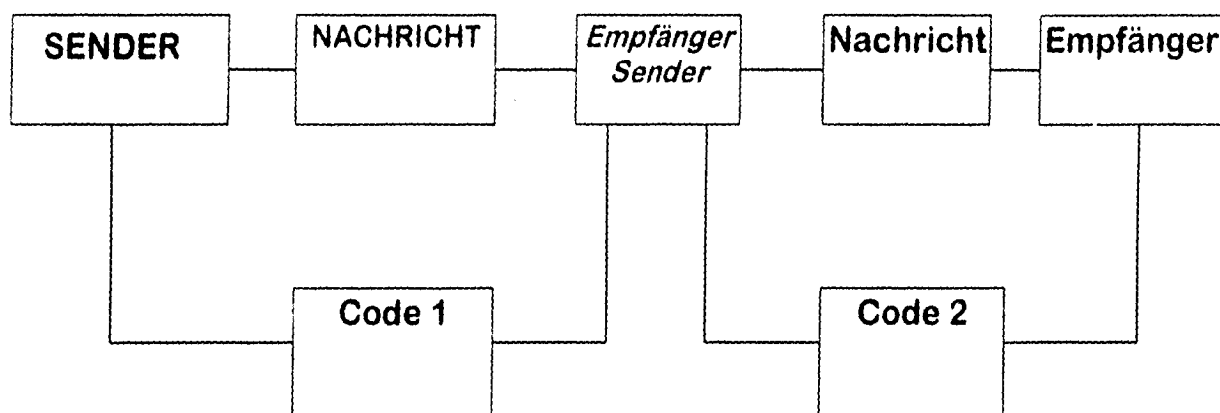 SENDER
NACHRICHT
Empfänger
Sender
Nachricht
Empfänger
Code 1
Code 2